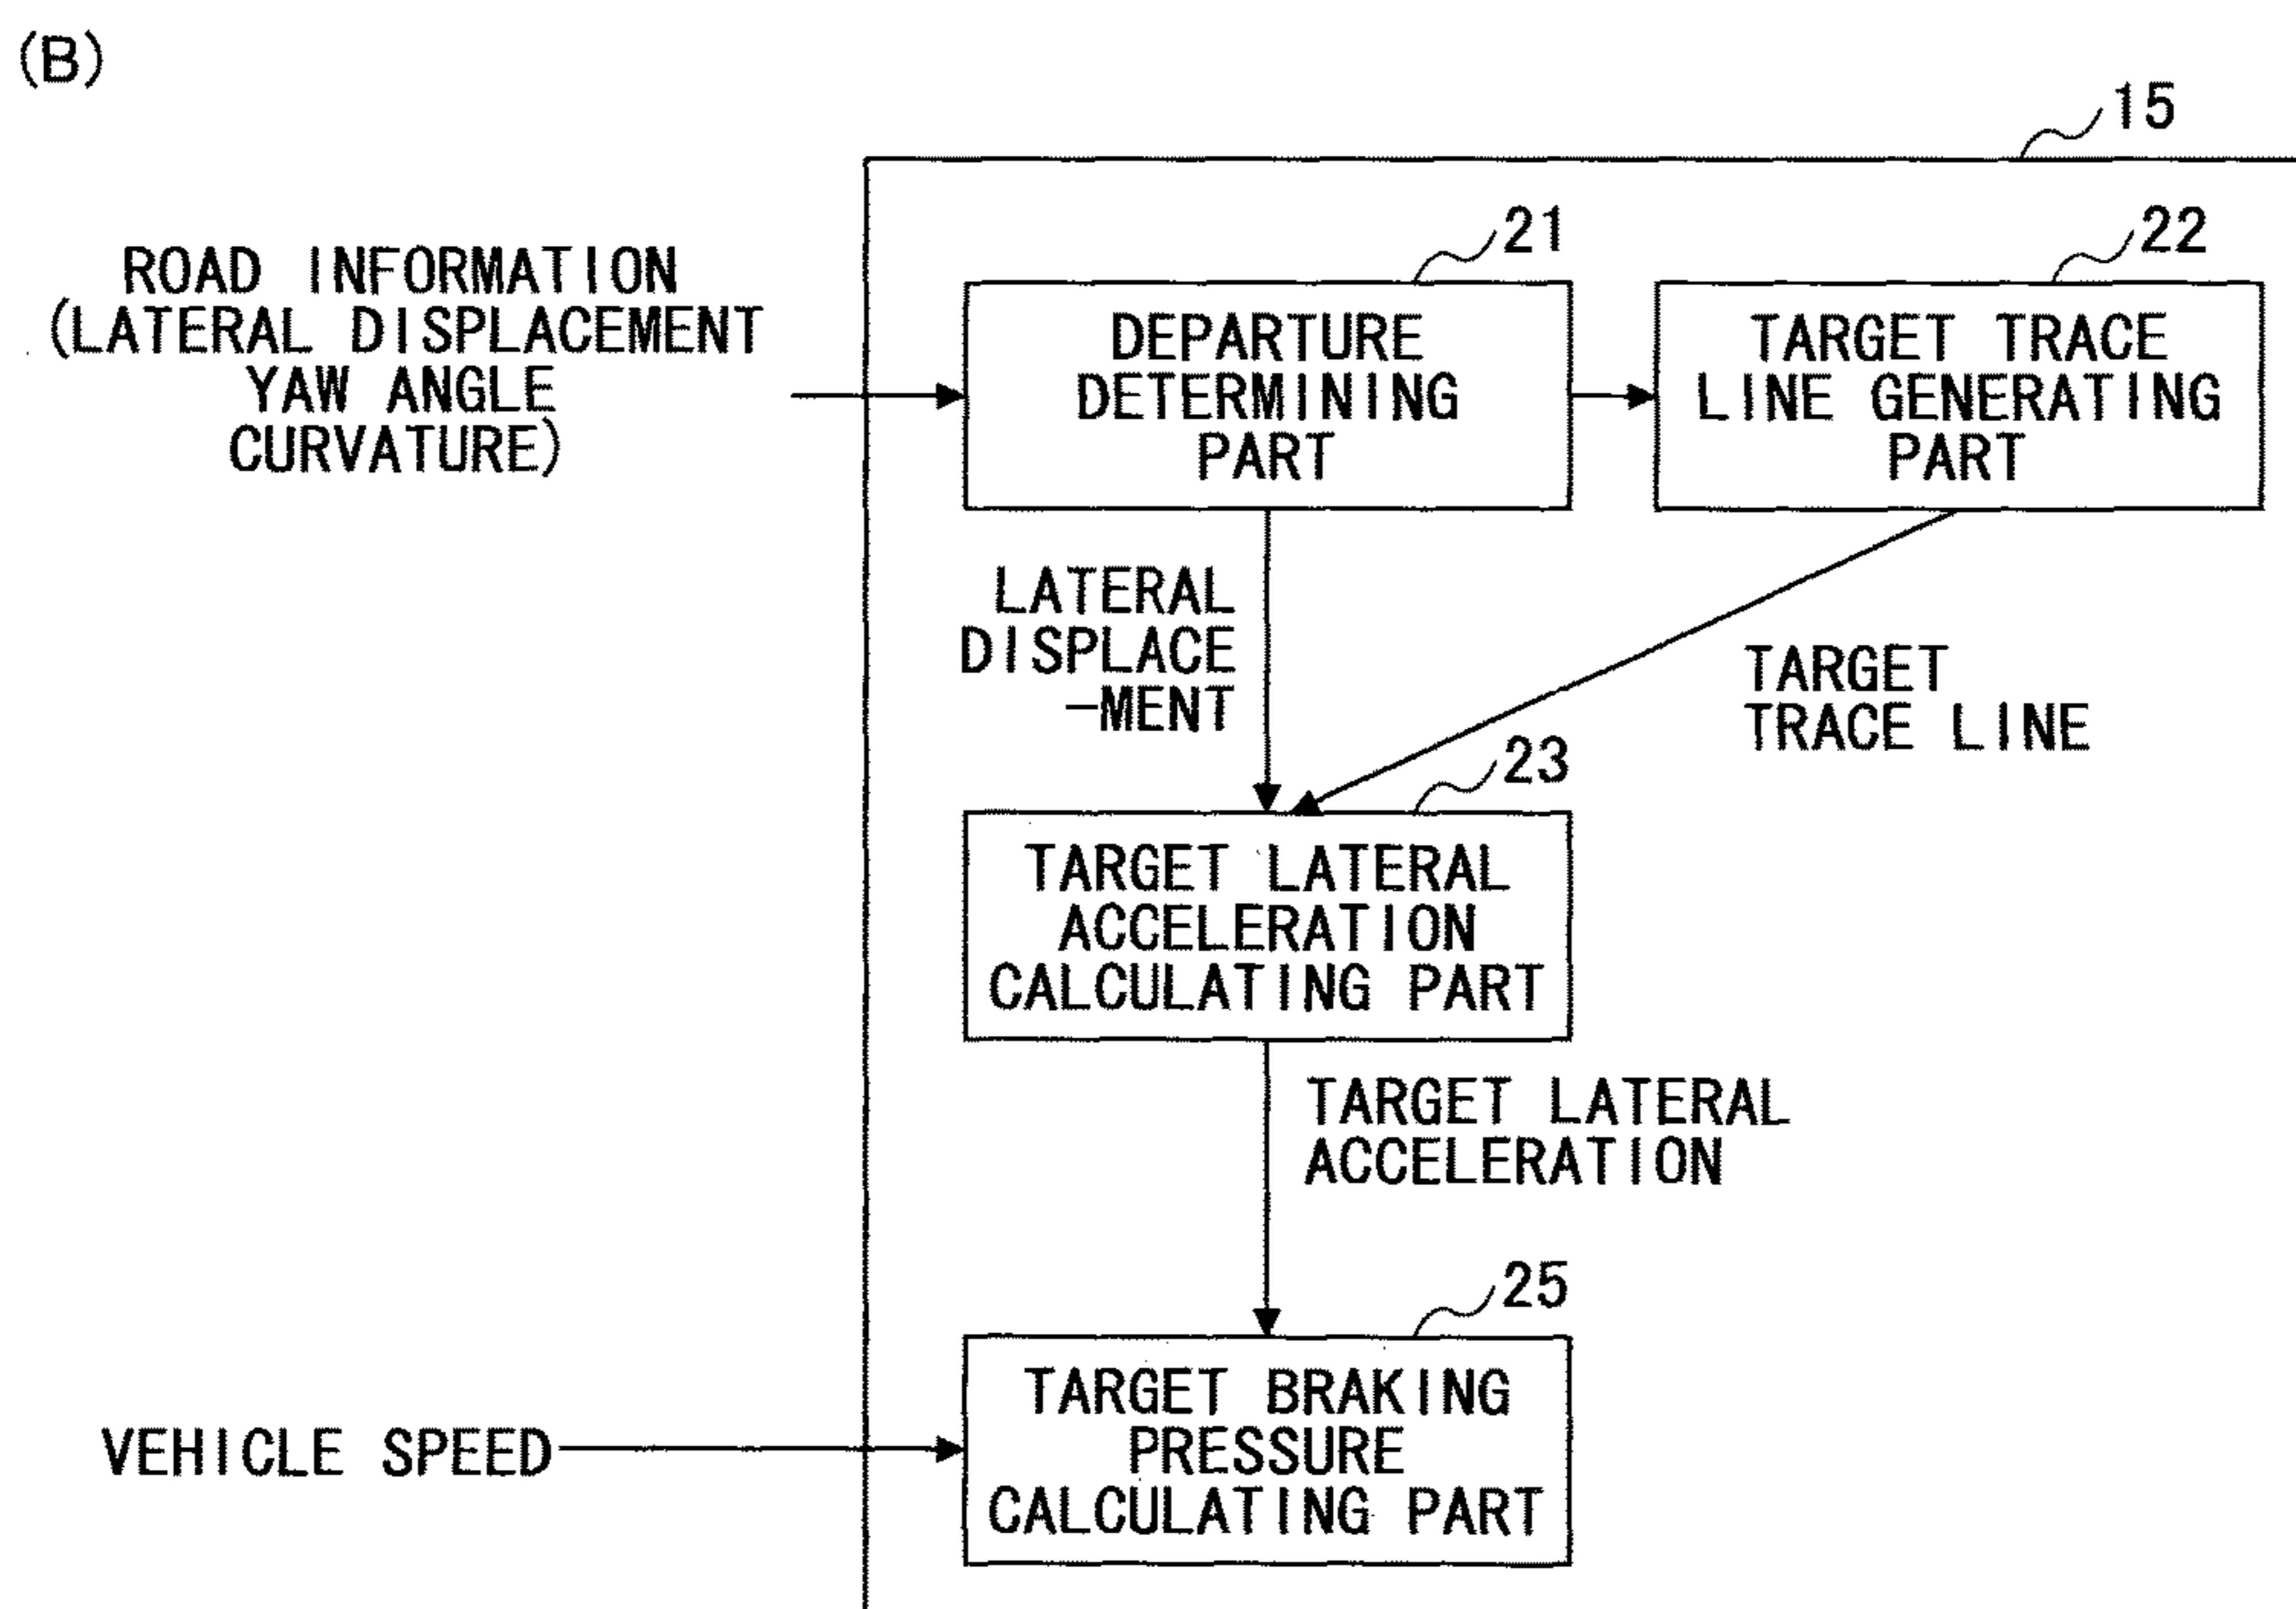 (B)
15
21
22
ROAD INFORMATION
(LATERAL DISPLACEMENT
YAW ANGLE
CURVATURE)
DEPARTURE
DETERMINING
PART
TARGET TRACE
LINE GENERATING
PART
LATERAL
DISPLACE
-MENT
TARGET
TRACE LINE
23
TARGET LATERAL
ACCELERATION
CALCULATING PART
TARGET LATERAL
ACCELERATION
25
VEHICLE SPEED
TARGET BRAKING
PRESSURE
CALCULATING PART